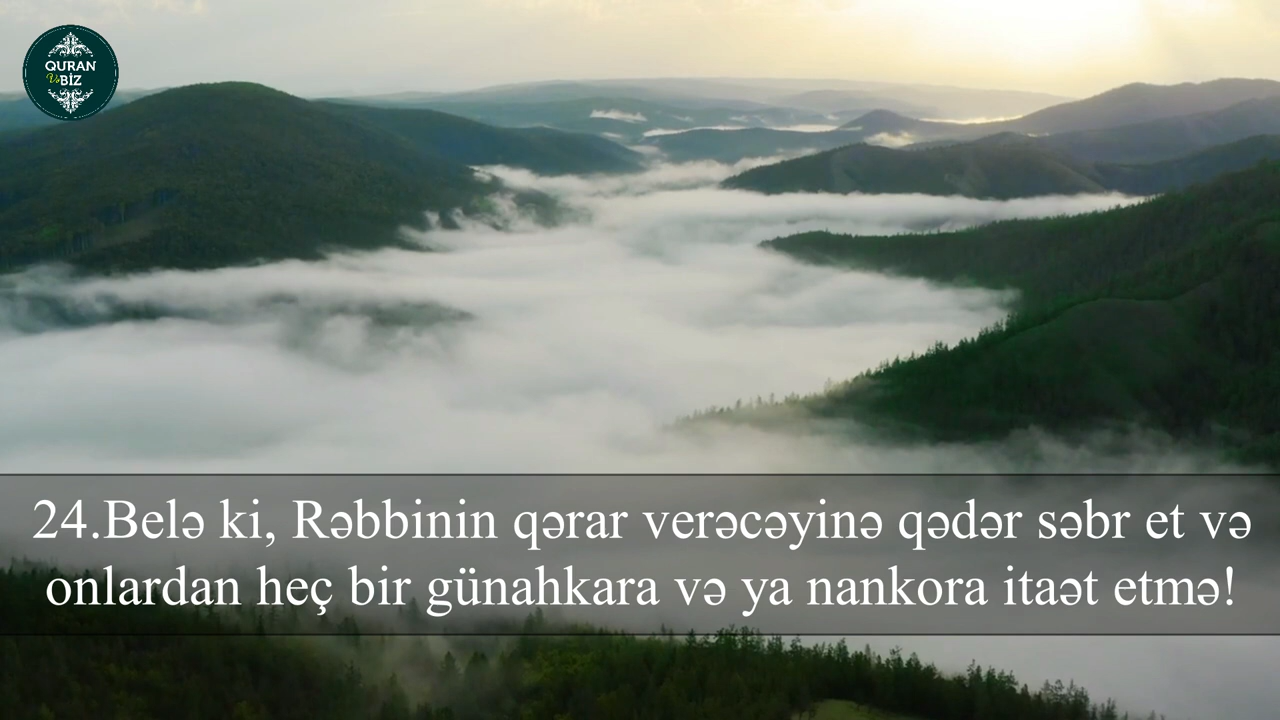 QURAN
Və BİZ
24.Belə ki, Rəbbinin qərar verəcəyinə qədər səbr et və
onlardan heç bir günahkara və ya nankora itaət etmə!